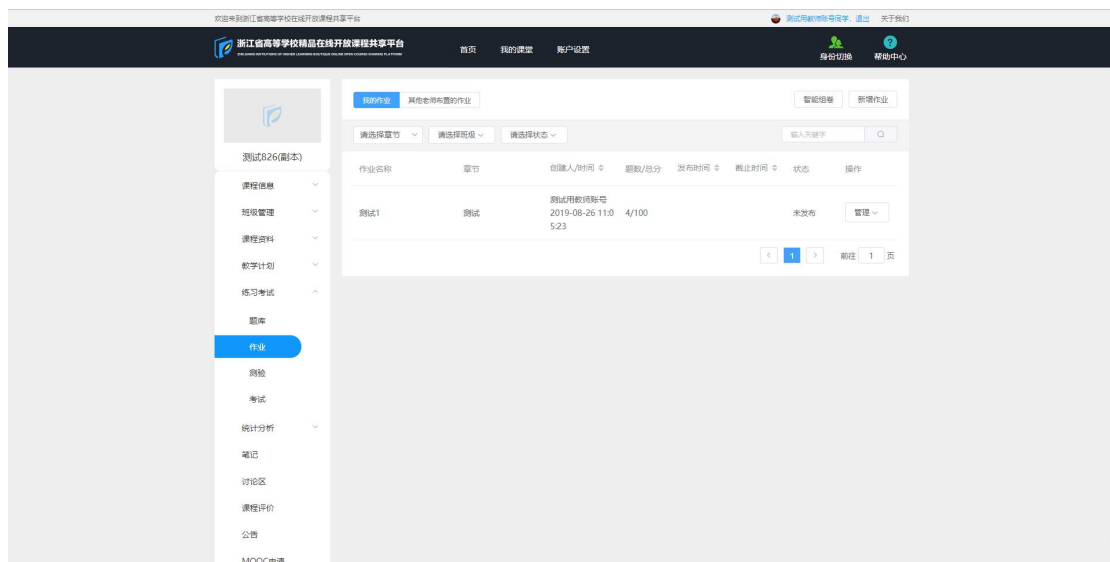 欢迎来到浙江省高等学校在线开放课程共享平台
测试用教师账号同学，退出 关于我们
浙江省高等学校精品在线开放课程共享平台
首页 我的课堂 账户设置
身份切换 帮助中心
测试826(副本)
课程信息
班级管理
课程资料
教学计划
练习考试
题库
作业
测验
考试
统计分析
笔记
讨论区
课程评价
公告
MOOC申请
我的作业 其他老师布置的作业
智能组卷 新增作业
请选择章节 请选择班级 请选择状态
输入关键字
作业名称 章节 创建人/时间 题数/总分 发布时间 截止时间 状态 操作
测试用教师账号
测试1 测试 2019-08-26 11:0 4/100 未发布 管理
5:23
1 前往 1 页